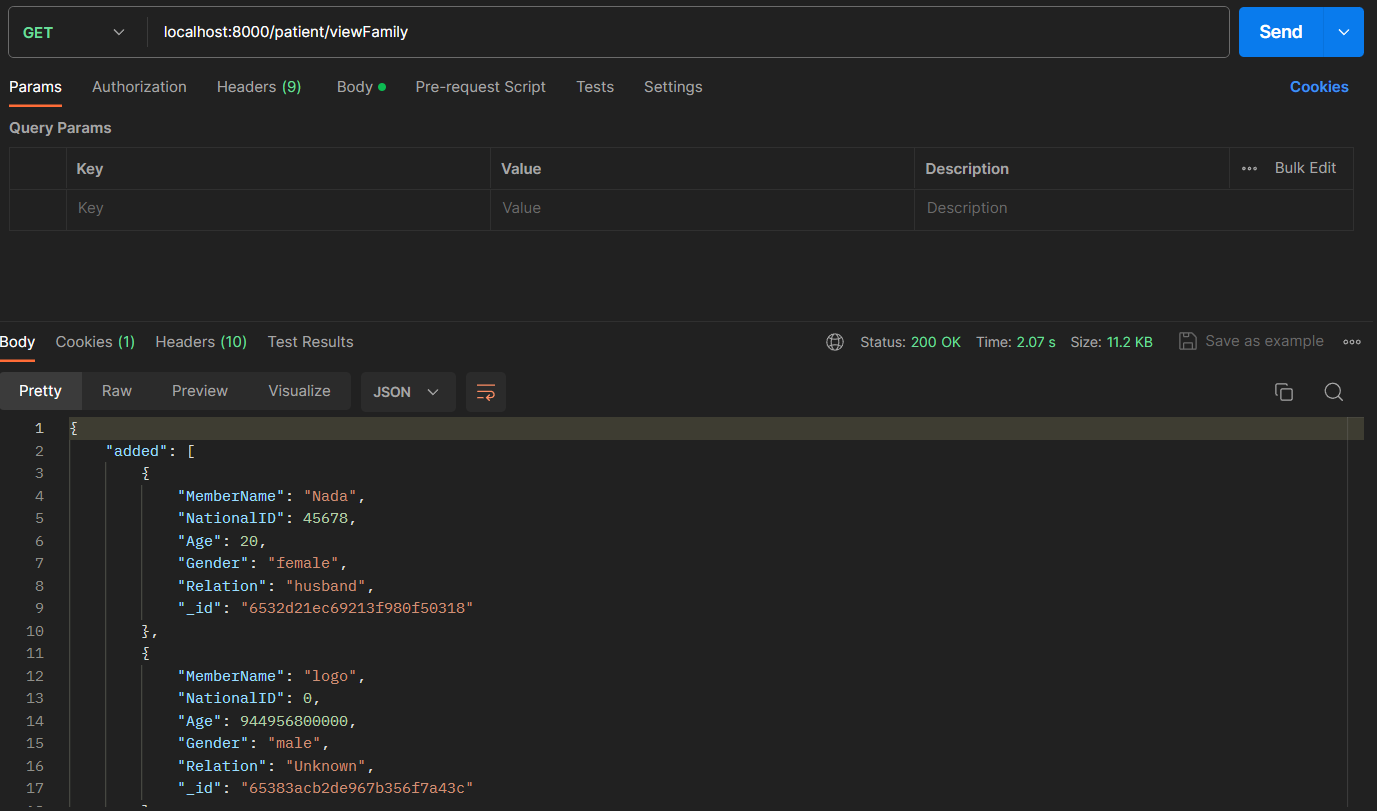 GET localhost:8000/patient/viewFamily Send
Params Authorization Headers (9) Body Pre-request Script Tests Settings Cookies
Query Params
Key Value Description Bulk Edit
Key Value Description
Body Cookies (1) Headers (10) Test Results Status: 200 OK Time: 2.07 s Size: 11.2 KB Save as example
Pretty Raw Preview Visualize JSON
1 {
2 "added": [
3 {
4 "MemberName": "Nada",
5 "NationalID": 45678,
6 "Age": 20,
7 "Gender": "female",
8 "Relation": "husband",
9 "_id": "6532d21ec69213f980f50318"
10 },
11 {
12 "MemberName": "logo",
13 "NationalID": 0,
14 "Age": 944956800000,
15 "Gender": "male",
16 "Relation": "Unknown",
17 "_id": "65383acb2de967b356f7a43c"